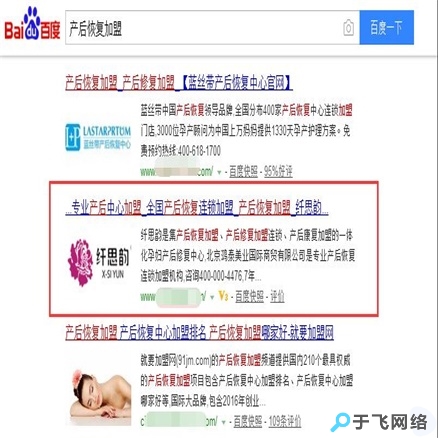 Bai 百度
产后恢复加盟
百度一下
产后恢复加盟_产后修复加盟_【蓝丝带产后恢复中心官网】
LASTARPTUM
蓝丝带产后恢复中心
蓝丝带中国产后恢复领导品牌,全国分布400家产后恢复中心连锁加盟
门店,3000位孕产顾问为中国上万妈妈提供1330天孕产护理方案。免
费预约热线:400-618-1700
www.
.com/ - 百度快照 - 95%好评
...专业产后中心加盟_全国产后恢复连锁加盟_产后恢复加盟_纤思韵...
纤思韵
X-SI YUN
纤思韵是集产后恢复加盟、产后修复加盟连锁、产后康复加盟的一体
化孕妇产后修复中心,北京鸿泰美业国际商贸有限公司是专业产后恢复
连锁加盟机构,咨询400-000-4476,7年...
www.
.com/ V3 - 百度快照 - 评价
产后恢复加盟 产后恢复中心加盟排名 产后恢复加盟哪家好-就要加盟网
就要加盟网(91jm.com)的产后恢复加盟频道提供国内210个最具权威
的产后恢复加盟项目包含产后恢复中心加盟排名、产后恢复中心加盟
哪家好等,国际大品牌,包含2016年创业...
.com/ - 百度快照 - 109条评价
于飞网络